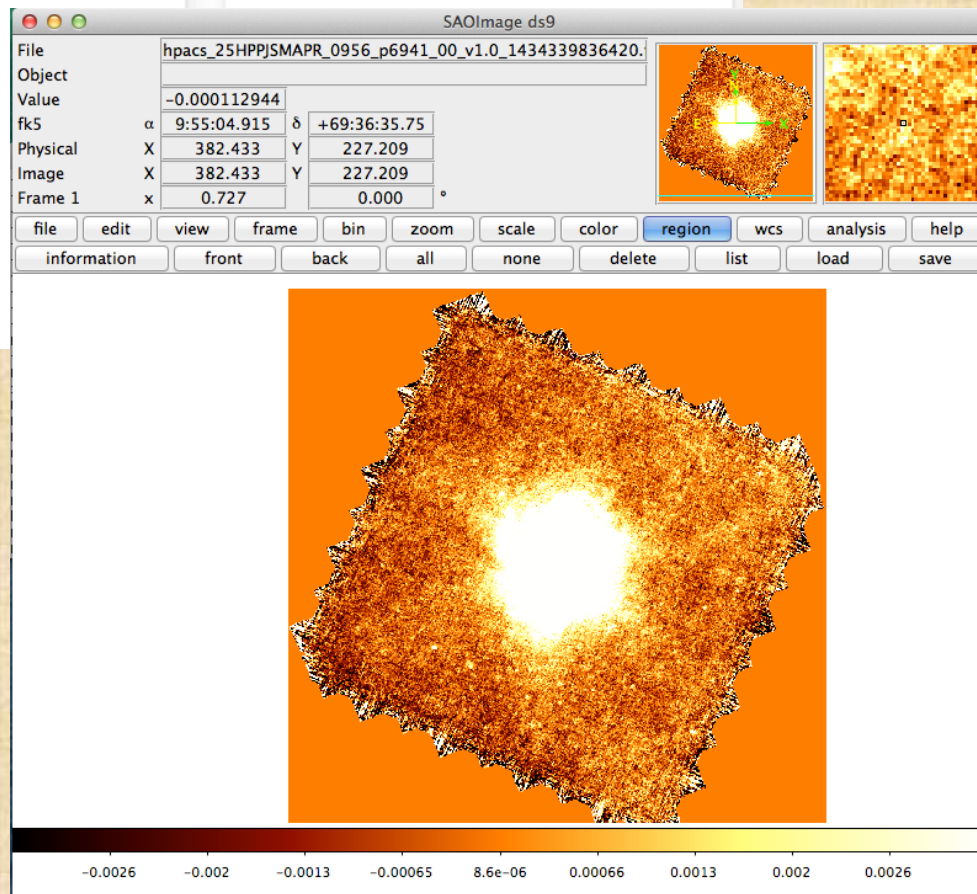 SAOImage ds9
File hpacs_25HPPJSMAPR_0956_p6941_00_v1.0_1434339836420.
Object
Value -0.000112944
fk5 α 9:55:04.915 δ +69:36:35.75
Physical X 382.433 Y 227.209
Image X 382.433 Y 227.209
Frame 1 x 0.727 0.000 °
file edit view frame bin zoom scale color region wcs analysis help
information front back all none delete list load save
-0.0026 -0.002 -0.0013 -0.00065 8.6e-06 0.00066 0.0013 0.002 0.0026